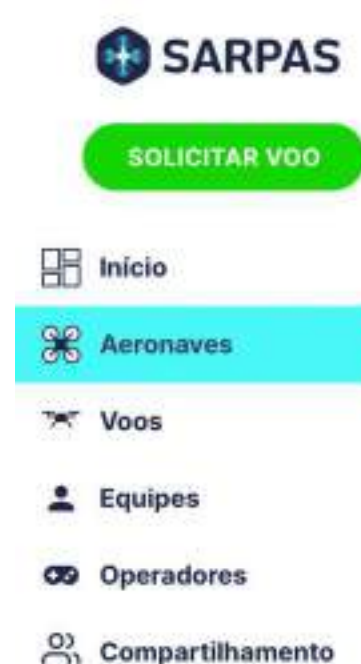 SARPAS
SOLICITAR VOO
Início
Aeronaves
Voos
Equipes
Operadores
Compartilhamento